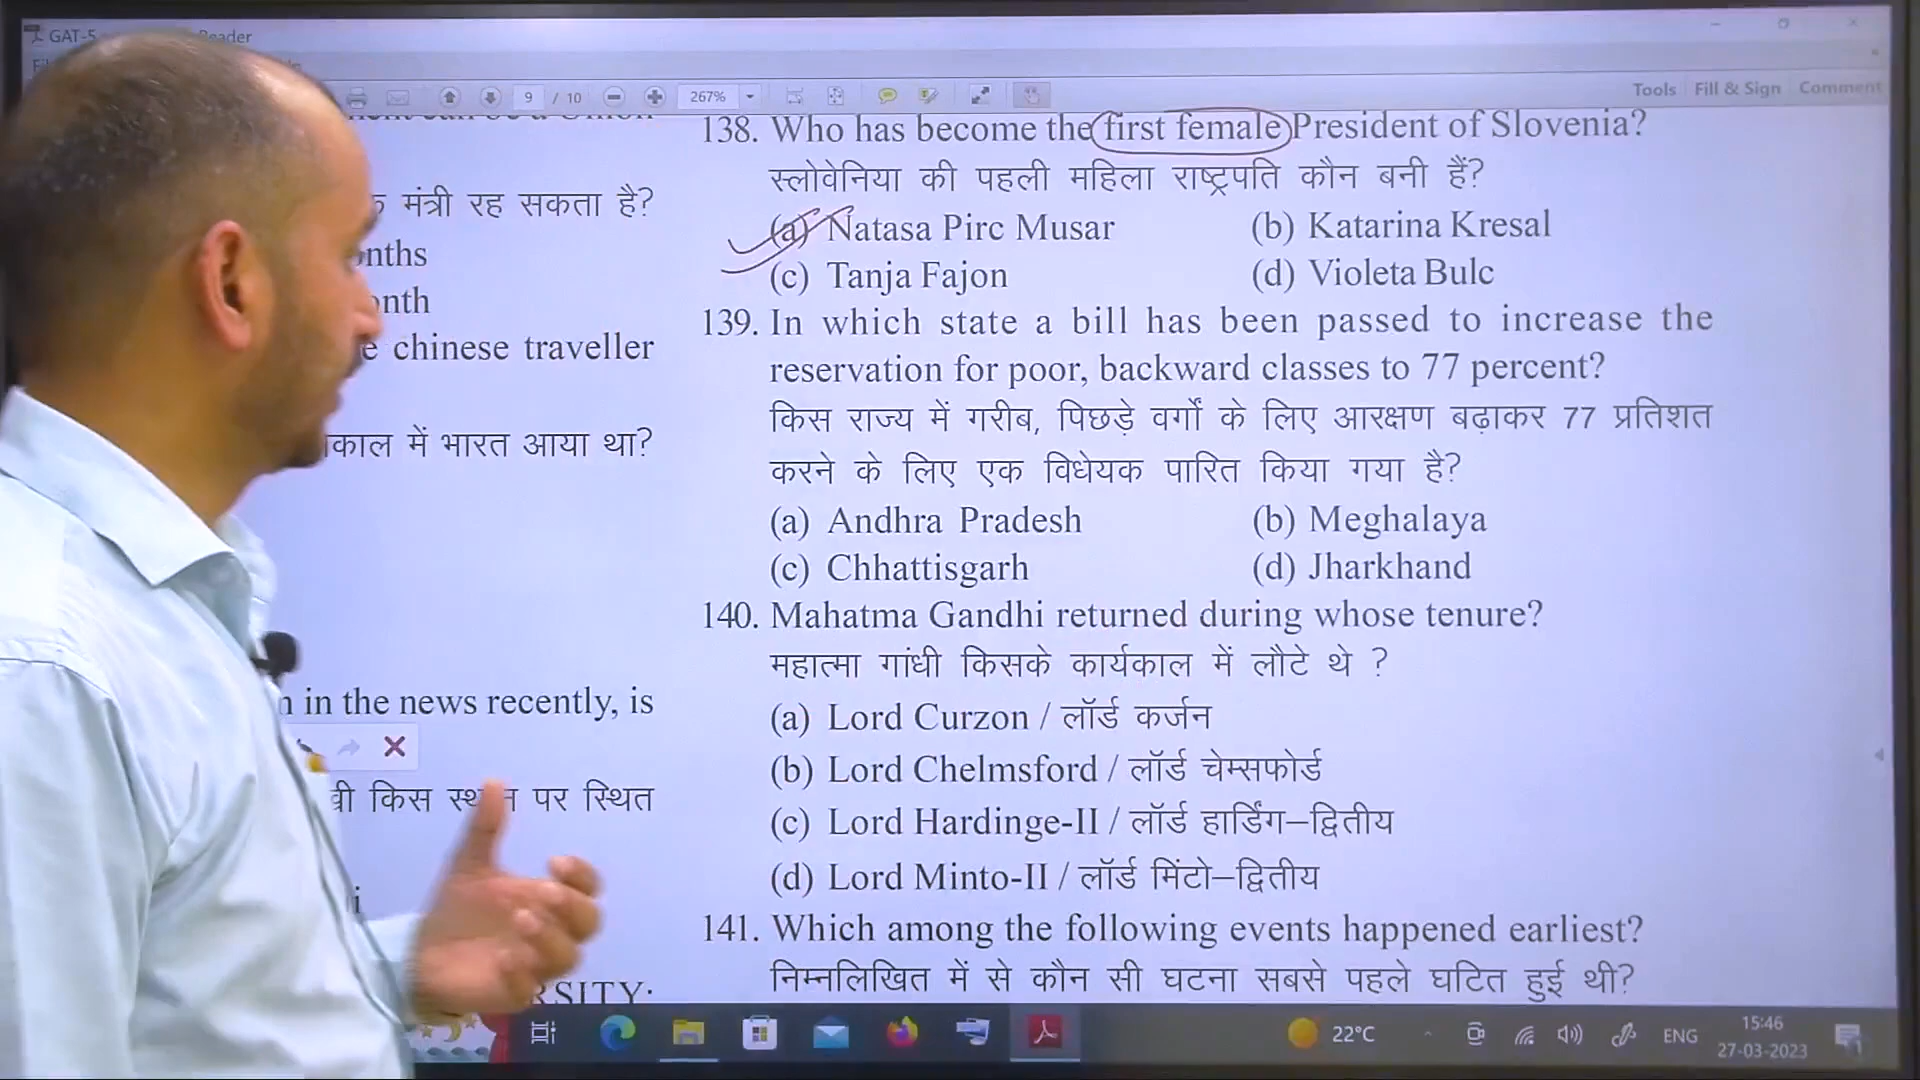 GAT-5
Reader
9 / 10
267%
Tools
Fill & Sign
Comment
मंत्री रह सकता है?
chinese traveller
में भारत आया था?
in the news recently, is
किस
पर स्थित
138. Who has become the first female President of Slovenia?
स्लोवेनिया की पहली महिला राष्ट्रपति कौन बनी हैं?
(a) Natasa Pirc Musar
(b) Katarina Kresal
(c) Tanja Fajon
(d) Violeta Bulc
139. In which state a bill has been passed to increase the
reservation for poor, backward classes to 77 percent?
किस राज्य में गरीब, पिछड़े वर्गों के लिए आरक्षण बढ़ाकर 77 प्रतिशत
करने के लिए एक विधेयक पारित किया गया है?
(a) Andhra Pradesh
(b) Meghalaya
(c) Chhattisgarh
(d) Jharkhand
140. Mahatma Gandhi returned during whose tenure?
महात्मा गांधी किसके कार्यकाल में लौटे थे ?
(a) Lord Curzon / लॉर्ड कर्जन
(b) Lord Chelmsford / लॉर्ड चेम्सफोर्ड
(c) Lord Hardinge-II / लॉर्ड हार्डिंग–द्वितीय
(d) Lord Minto-II / लॉर्ड मिंटो–द्वितीय
141. Which among the following events happened earliest?
निम्नलिखित में से कौन सी घटना सबसे पहले घटित हुई थी?
22°C
ENG
15:46
27-03-2023